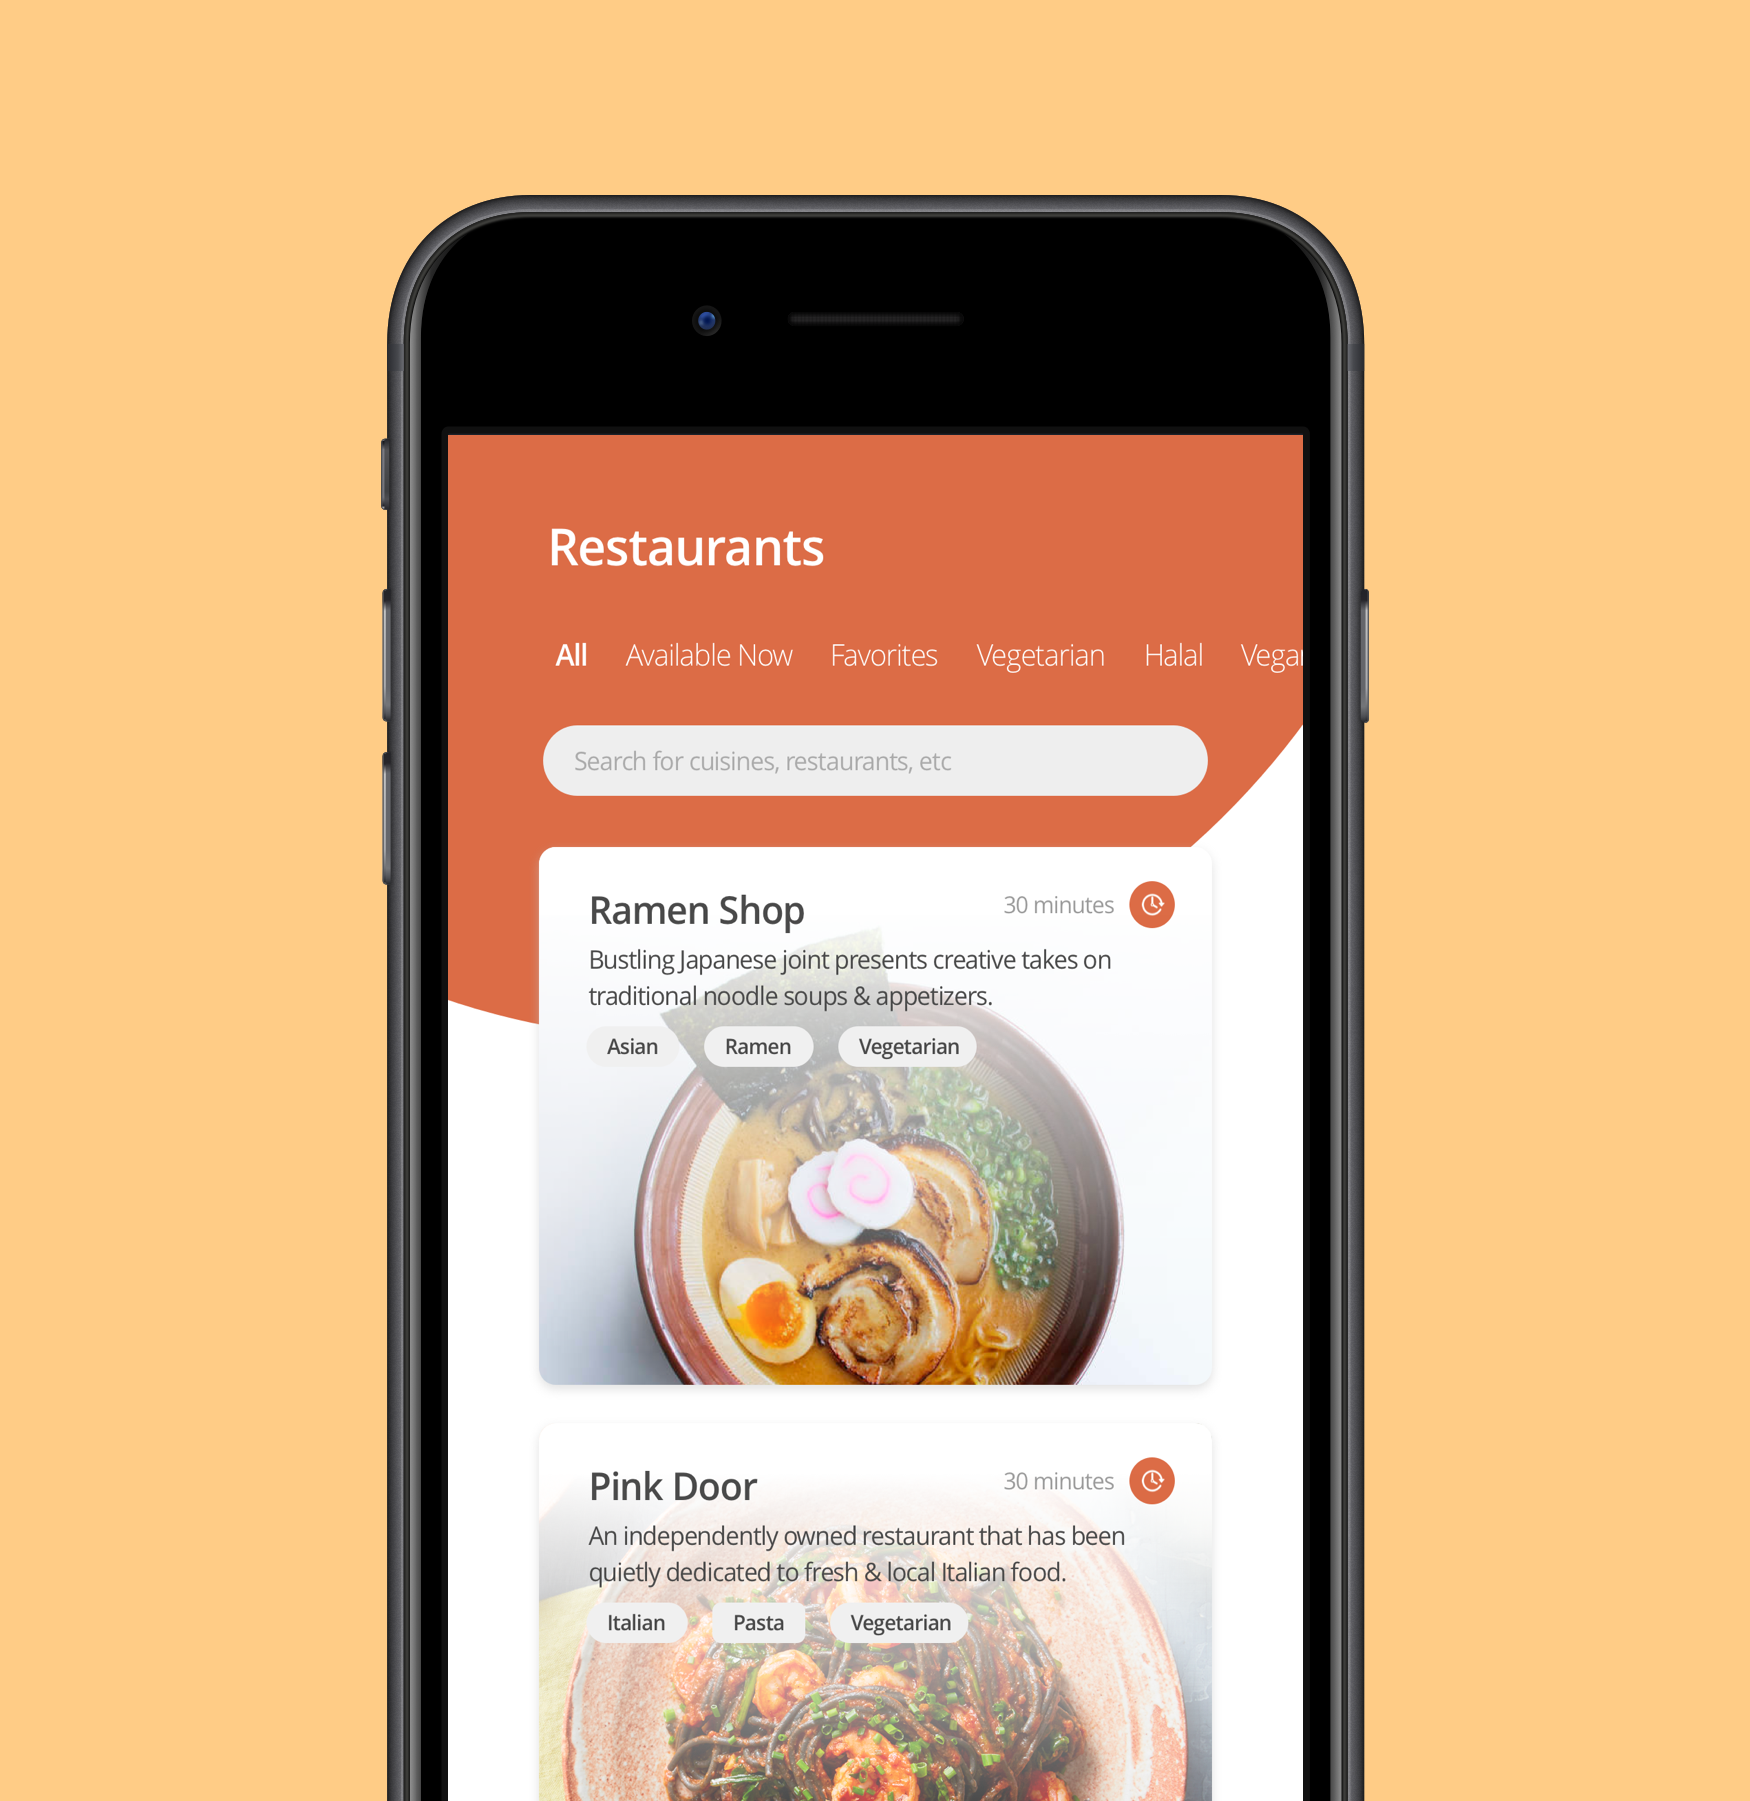 Restaurants
All Available Now Favorites Vegetarian Halal Vegan
Search for cuisines, restaurants, etc
Ramen Shop
30 minutes
Bustling Japanese joint presents creative takes on
traditional noodle soups & appetizers.
Asian Ramen Vegetarian
Pink Door
30 minutes
An independently owned restaurant that has been
quietly dedicated to fresh & local Italian food.
Italian Pasta Vegetarian